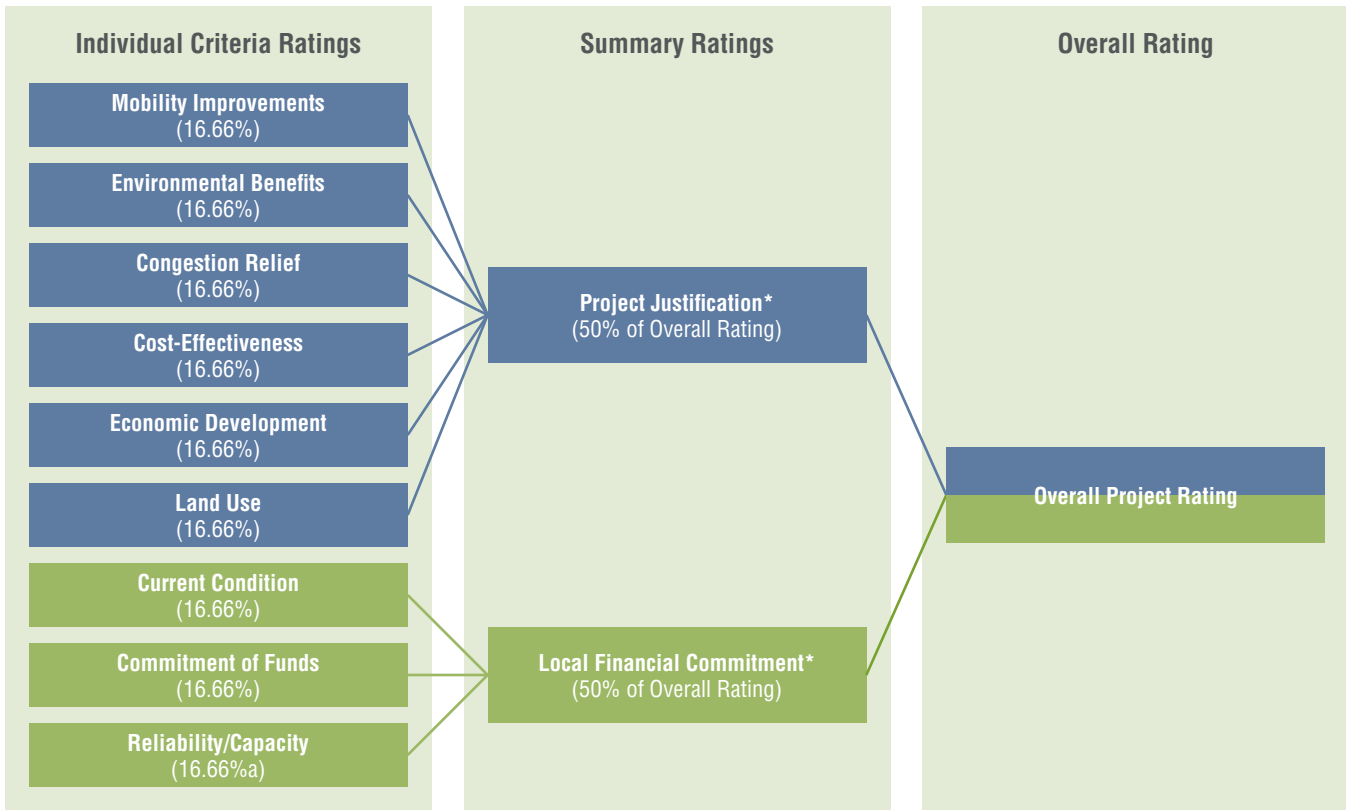 Individual Criteria Ratings
Mobility Improvements
(16.66%)
Environmental Benefits
(16.66%)
Congestion Relief
(16.66%)
Cost-Effectiveness
(16.66%)
Economic Development
(16.66%)
Land Use
(16.66%)
Current Condition
(16.66%)
Commitment of Funds
(16.66%)
Reliability/Capacity
(16.66%a)
Summary Ratings
Project Justification*
(50% of Overall Rating)
Local Financial Commitment*
(50% of Overall Rating)
Overall Rating
Overall Project Rating